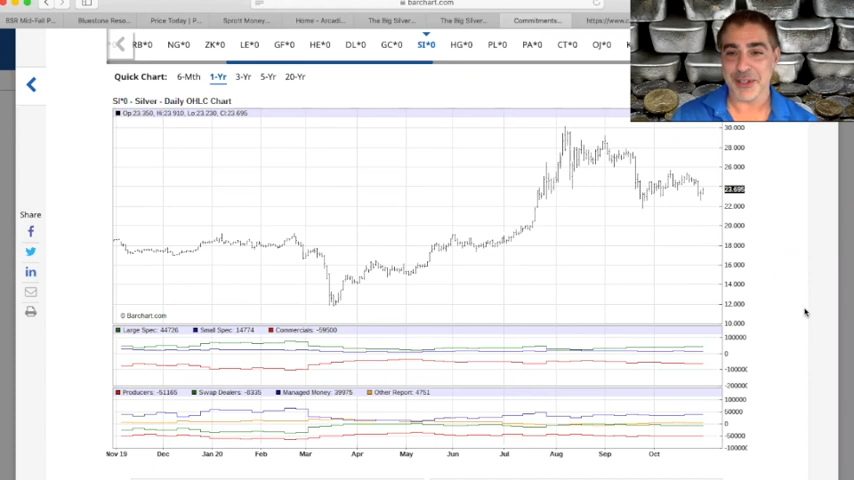 barchart.com
RSR Mid-Fall P...
Bluestone Resou...
Price Today | P...
Sprott Money...
Home – Arcadi...
The Big Silver...
The Big Silver...
Commitments...
RB*0 NG*0 ZK*0 LE*0 GF*0 HE*0 DL*0 GC*0 SI*0 HG*0 PL*0 PA*0 CT*0 OJ*0
Quick Chart: 6-Mth 1-Yr 3-Yr 5-Yr 20-Yr
SI*0 - Silver - Daily OHLC Chart
Op:23.350, Hi:23.910, Lo:23.230, Cl:23.695
30.000
28.000
26.000
23.695
22.000
20.000
18.000
16.000
14.000
12.000
10.000
Share
© Barchart.com
Large Spec: 44726 Small Spec: 14774 Commercials: -59500
100000
0
-100000
Producers: -51165 Swap Dealers: -8335 Managed Money: 39975 Other Report: 4751
100000
50000
0
-50000
Nov 19 Dec Jan 20 Feb Mar Apr May Jun Jul Aug Sep Oct